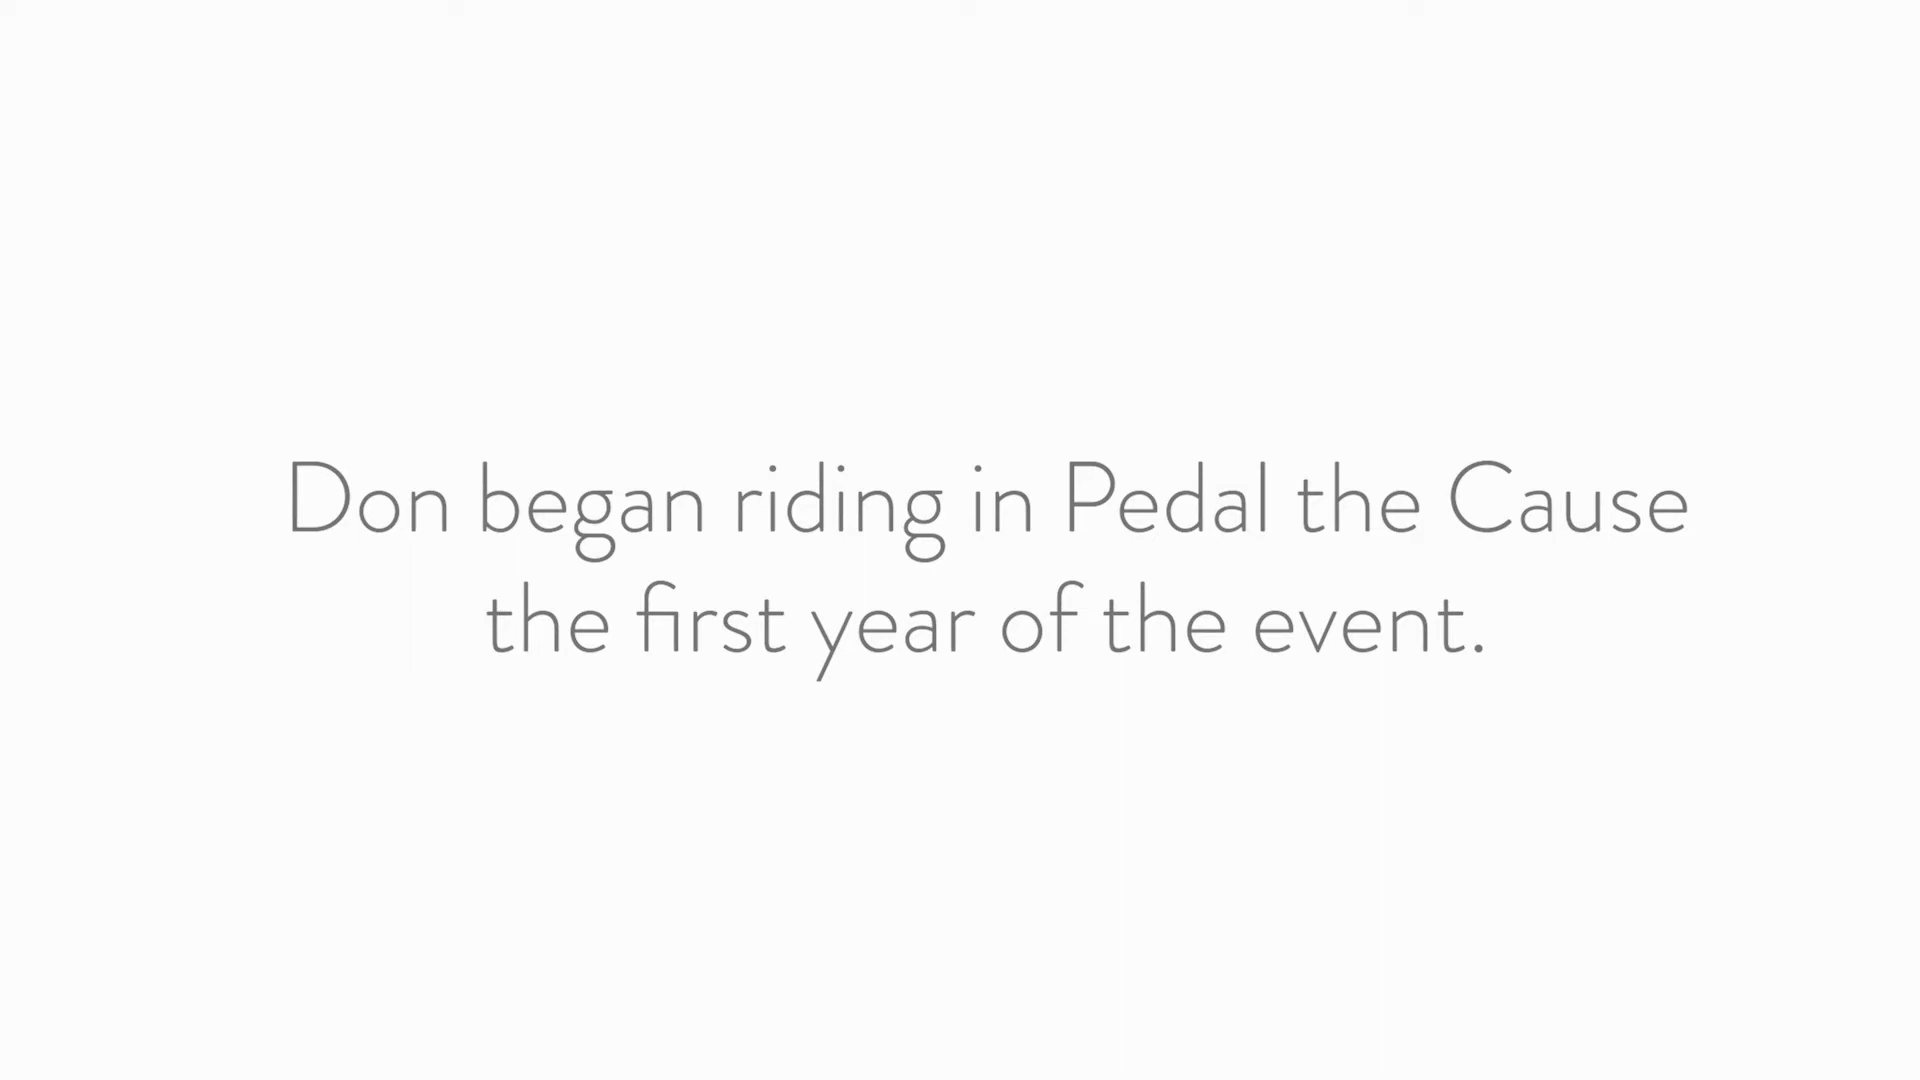 Don began riding in Pedal the Cause
the first year of the event.